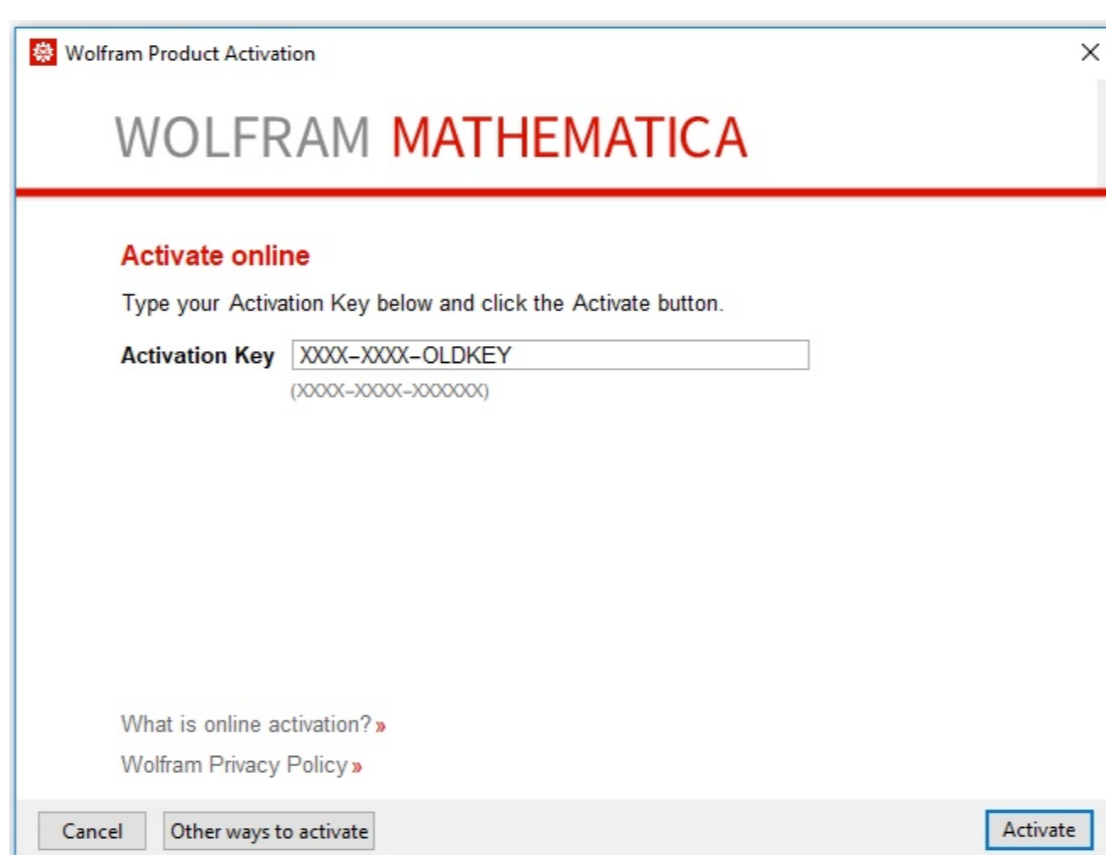 Wolfram Product Activation
WOLFRAM MATHEMATICA
Activate online
Type your Activation Key below and click the Activate button.
Activation Key XXXX–XXXX–OLDKEY
(XXXX–XXXX–XXXXXX)
What is online activation? »
Wolfram Privacy Policy »
Cancel Other ways to activate Activate